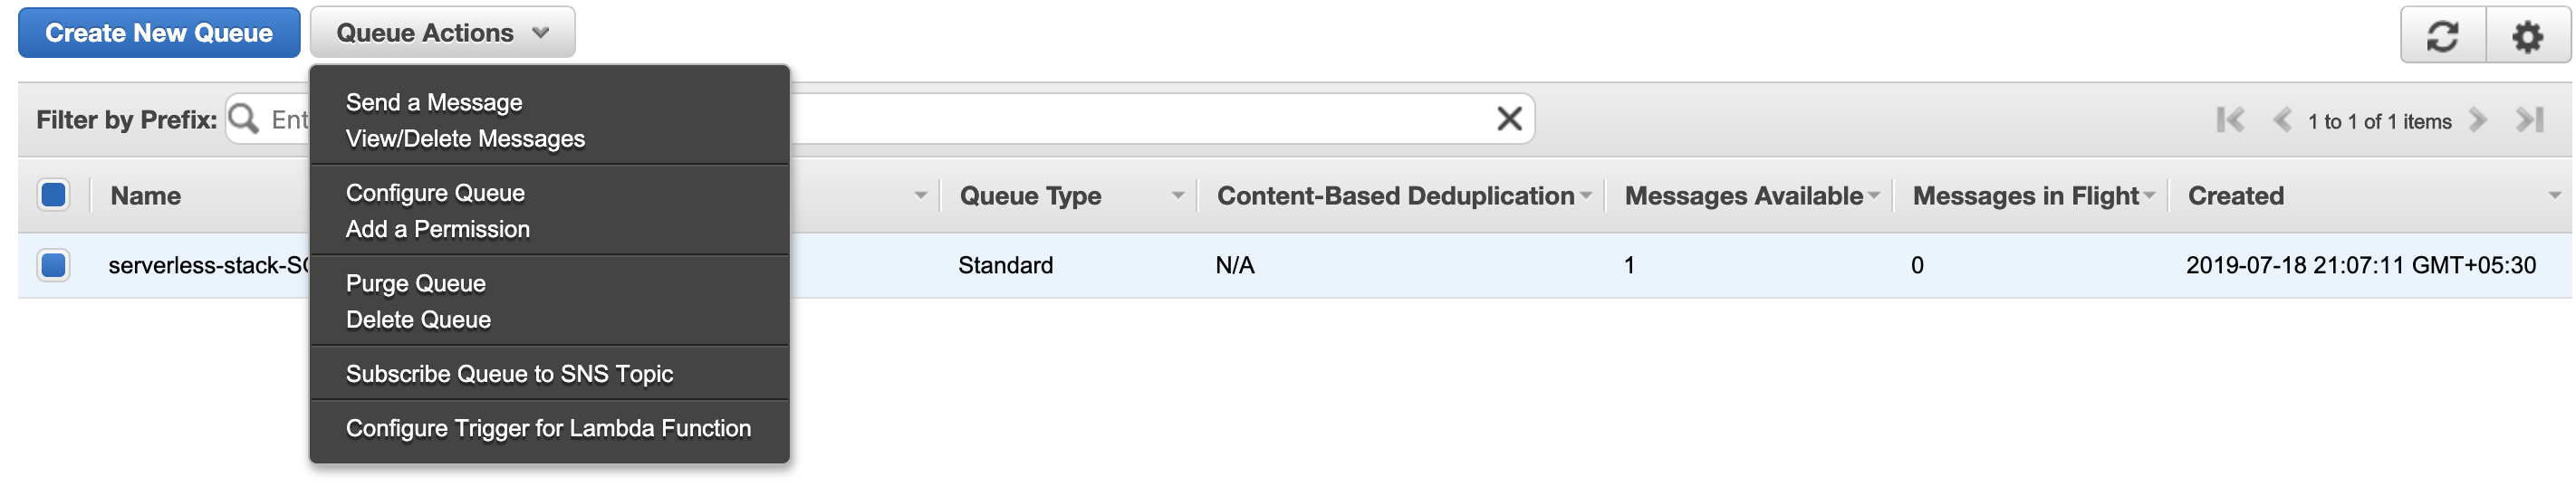 Create New Queue
Queue Actions
Send a Message
View/Delete Messages
Configure Queue
Add a Permission
Purge Queue
Delete Queue
Subscribe Queue to SNS Topic
Configure Trigger for Lambda Function
Filter by Prefix: Ent
1 to 1 of 1 items
Name Queue Type Content-Based Deduplication Messages Available Messages in Flight Created
serverless-stack-S Standard N/A 1 0 2019-07-18 21:07:11 GMT+05:30